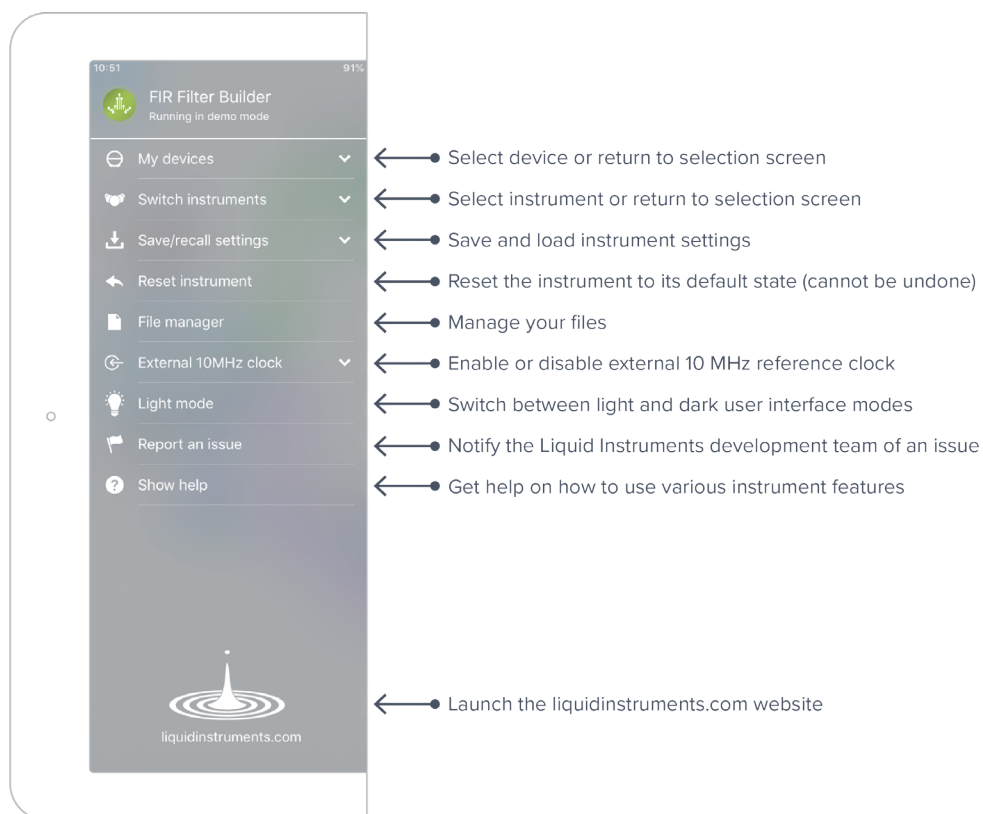 10:51 91%
FIR Filter Builder
Running in demo mode
My devices Select device or return to selection screen
Switch instruments Select instrument or return to selection screen
Save/recall settings Save and load instrument settings
Reset instrument Reset the instrument to its default state (cannot be undone)
File manager Manage your files
External 10MHz clock Enable or disable external 10 MHz reference clock
Light mode Switch between light and dark user interface modes
Report an issue Notify the Liquid Instruments development team of an issue
? Show help Get help on how to use various instrument features
Launch the liquidinstruments.com website
liquidinstruments.com